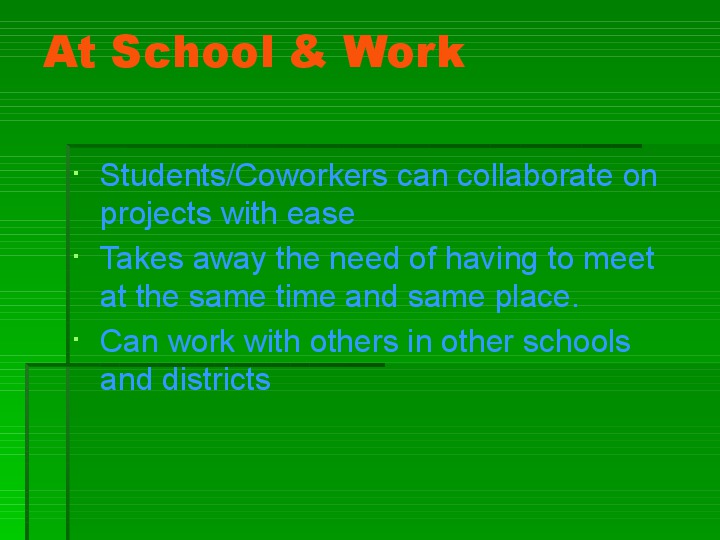 At School & Work
Students/Coworkers can collaborate on
projects with ease
Takes away the need of having to meet
at the same time and same place.
Can work with others in other schools
and districts